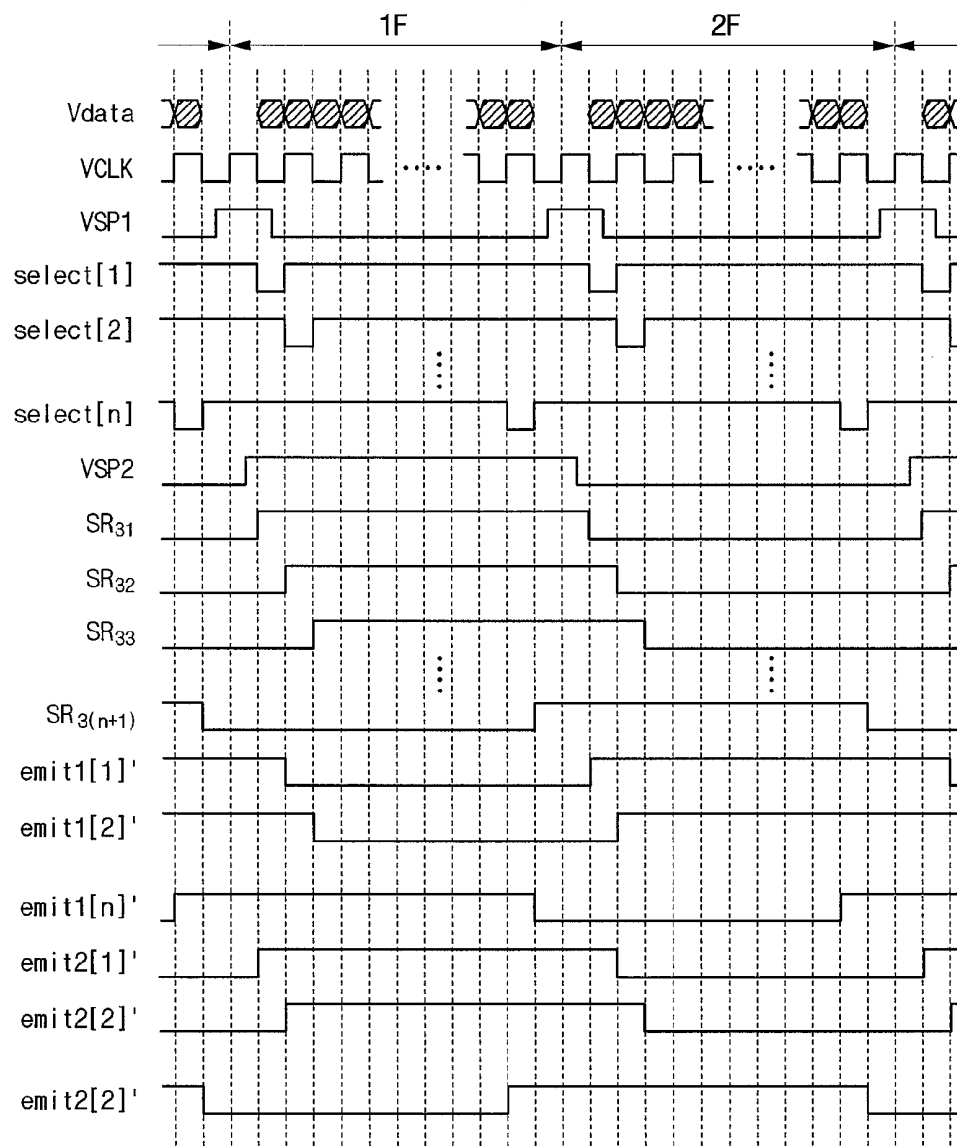 1F 2F
Vdata
VCLK
VSP1
select[1]
select[2]
select[n]
VSP2
SR31
SR32
SR33
SR3(n+1)
emit1[1]'
emit1[2]'
emit1[n]'
emit2[1]'
emit2[2]'
emit2[2]'